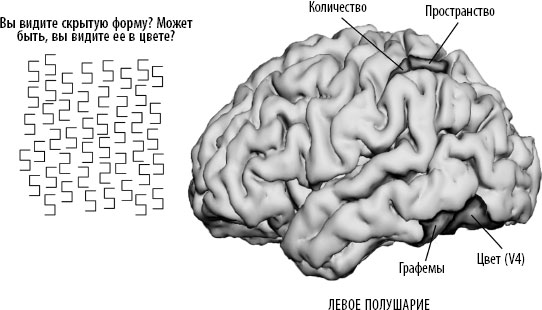 Вы видите скрытую форму? Может
быть, вы видите ее в цвете?
Количество
Пространство
Графемы
Цвет (V4)
ЛЕВОЕ ПОЛУШАРИЕ